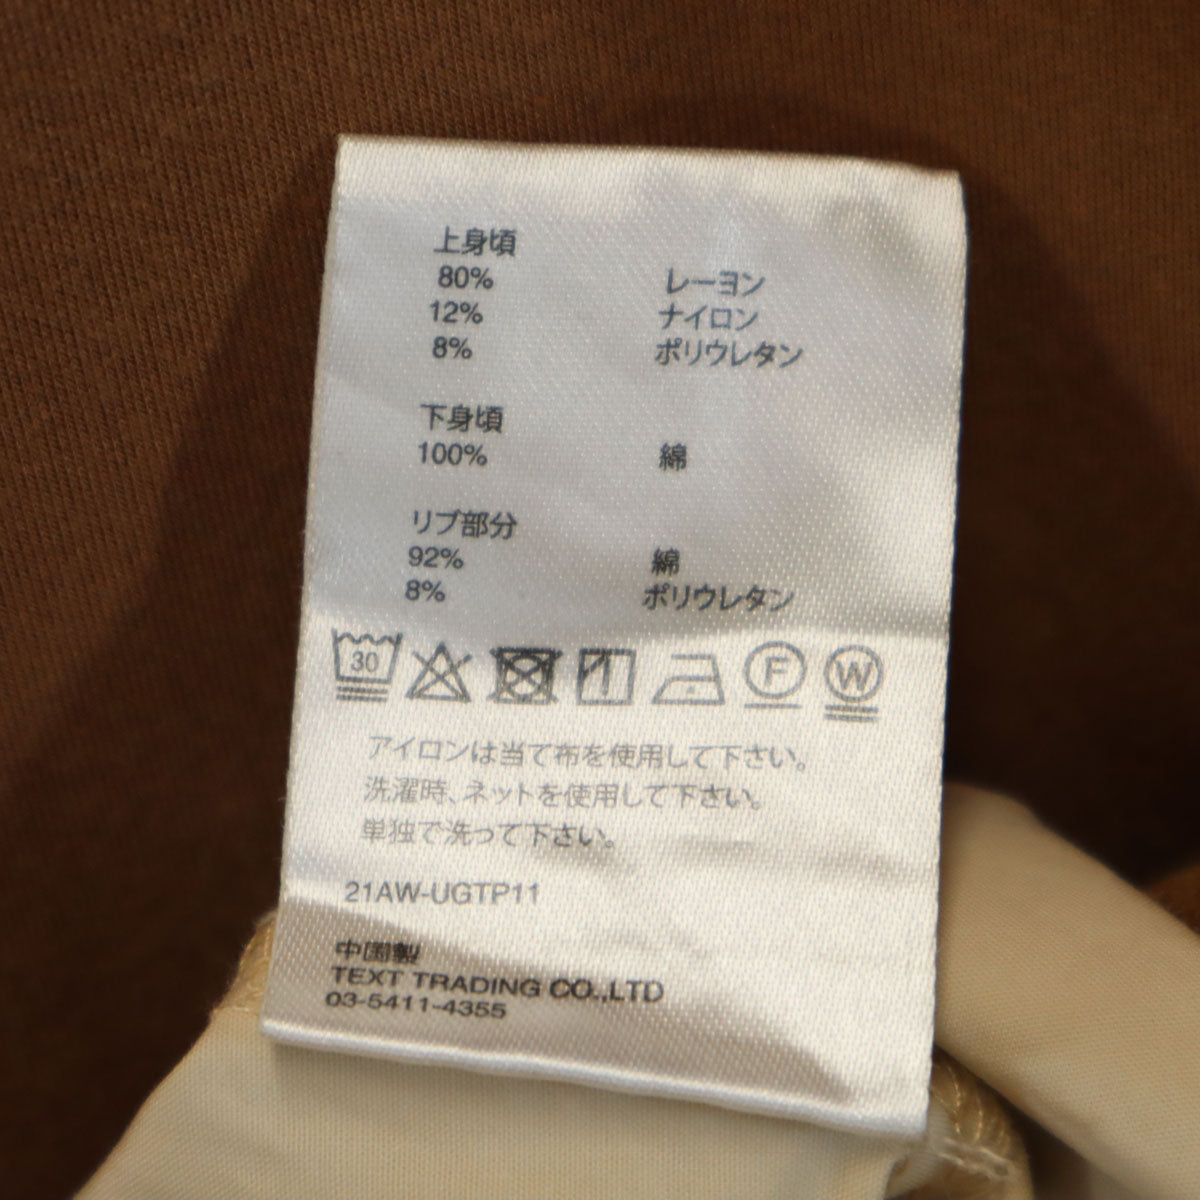 上身頃
80% レーヨン
12% ナイロン
8% ポリウレタン
下身頃
100% 綿
リブ部分
92% 綿
8% ポリウレタン
30 F W
アイロンは当て布を使用して下さい。
洗濯時、ネットを使用して下さい。
単独で洗って下さい。
21AW-UGTP11
中国製
TEXT TRADING CO.,LTD
03-5411-4355